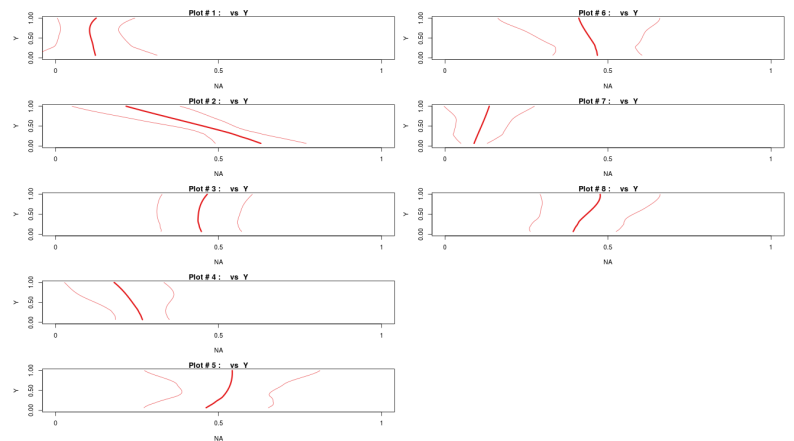 Plot # 1 : vs Y
1.00
0.50
0.00
Y
0
0.5
1
NA
Plot # 2 : vs Y
1.00
0.50
0.00
Y
0
0.5
1
NA
Plot # 3 : vs Y
1.00
0.50
0.00
Y
0
0.5
1
NA
Plot # 4 : vs Y
1.00
0.50
0.00
Y
0
0.5
1
NA
Plot # 5 : vs Y
1.00
0.50
0.00
Y
0
0.5
1
NA
Plot # 6 : vs Y
1.00
0.50
0.00
Y
0
0.5
1
NA
Plot # 7 : vs Y
1.00
0.50
0.00
Y
0
0.5
1
NA
Plot # 8 : vs Y
1.00
0.50
0.00
Y
0
0.5
1
NA